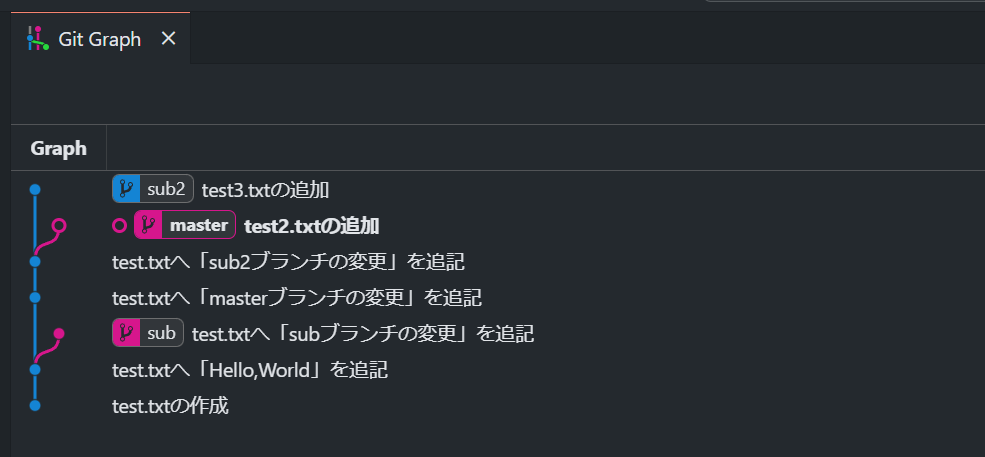 Git Graph
Graph
sub2 test3.txtの追加
master test2.txtの追加
test.txtへ「sub2ブランチの変更」を追記
test.txtへ「masterブランチの変更」を追記
sub test.txtへ「subブランチの変更」を追記
test.txtへ「Hello,World」を追記
test.txtの作成